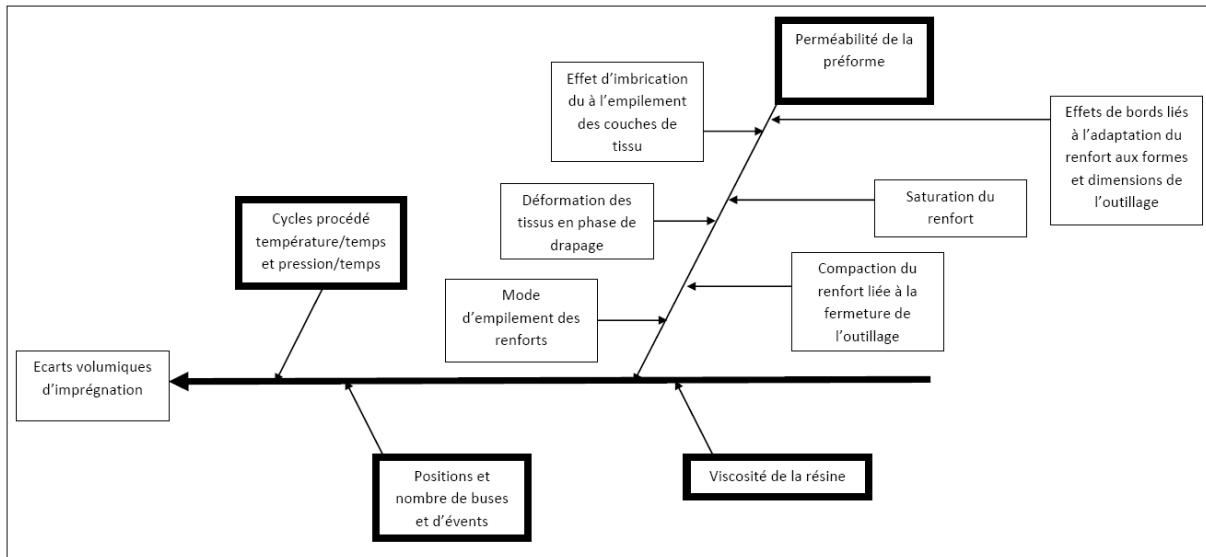 Perméabilité de la
préforme
Effet d’imbrication
du à l’empilement
des couches de
tissu
Effets de bords liés
à l’adaptation du
renfort aux formes
et dimensions de
l’outillage
Déformation des
tissus en phase de
drapage
Saturation du
renfort
Cycles procédé
température/temps
et pression/temps
Mode
d’empilement des
renforts
Compaction du
renfort liée à la
fermeture de
l’outillage
Ecarts volumiques
d’imprégnation
Positions et
nombre de buses
et d’évents
Viscosité de la résine